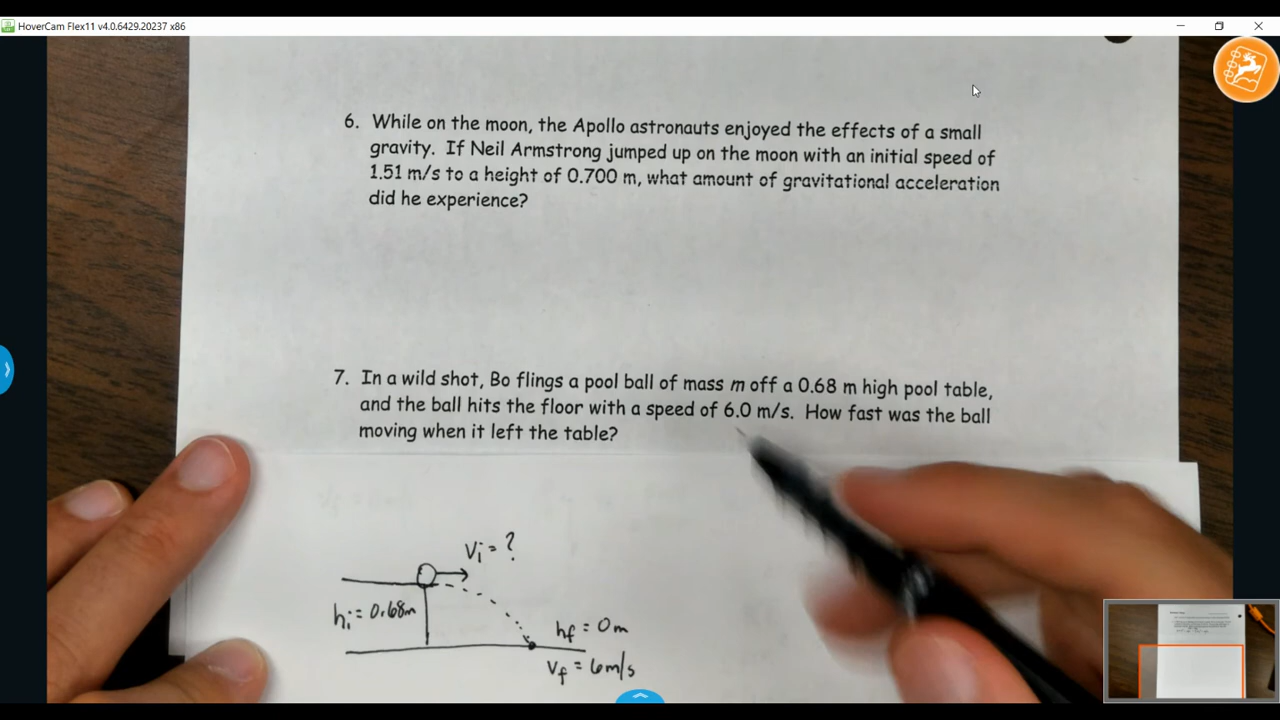 HoverCam Flex11 v4.0.6429.20237 x86
6. While on the moon, the Apollo astronauts enjoyed the effects of a small
gravity. If Neil Armstrong jumped up on the moon with an initial speed of
1.51 m/s to a height of 0.700 m, what amount of gravitational acceleration
did he experience?
7. In a wild shot, Bo flings a pool ball of mass m off a 0.68 m high pool table,
and the ball hits the floor with a speed of 6.0 m/s. How fast was the ball
moving when it left the table?
Vi = ?
hi = 0.68m
hf = 0m
Vf = 6m/s